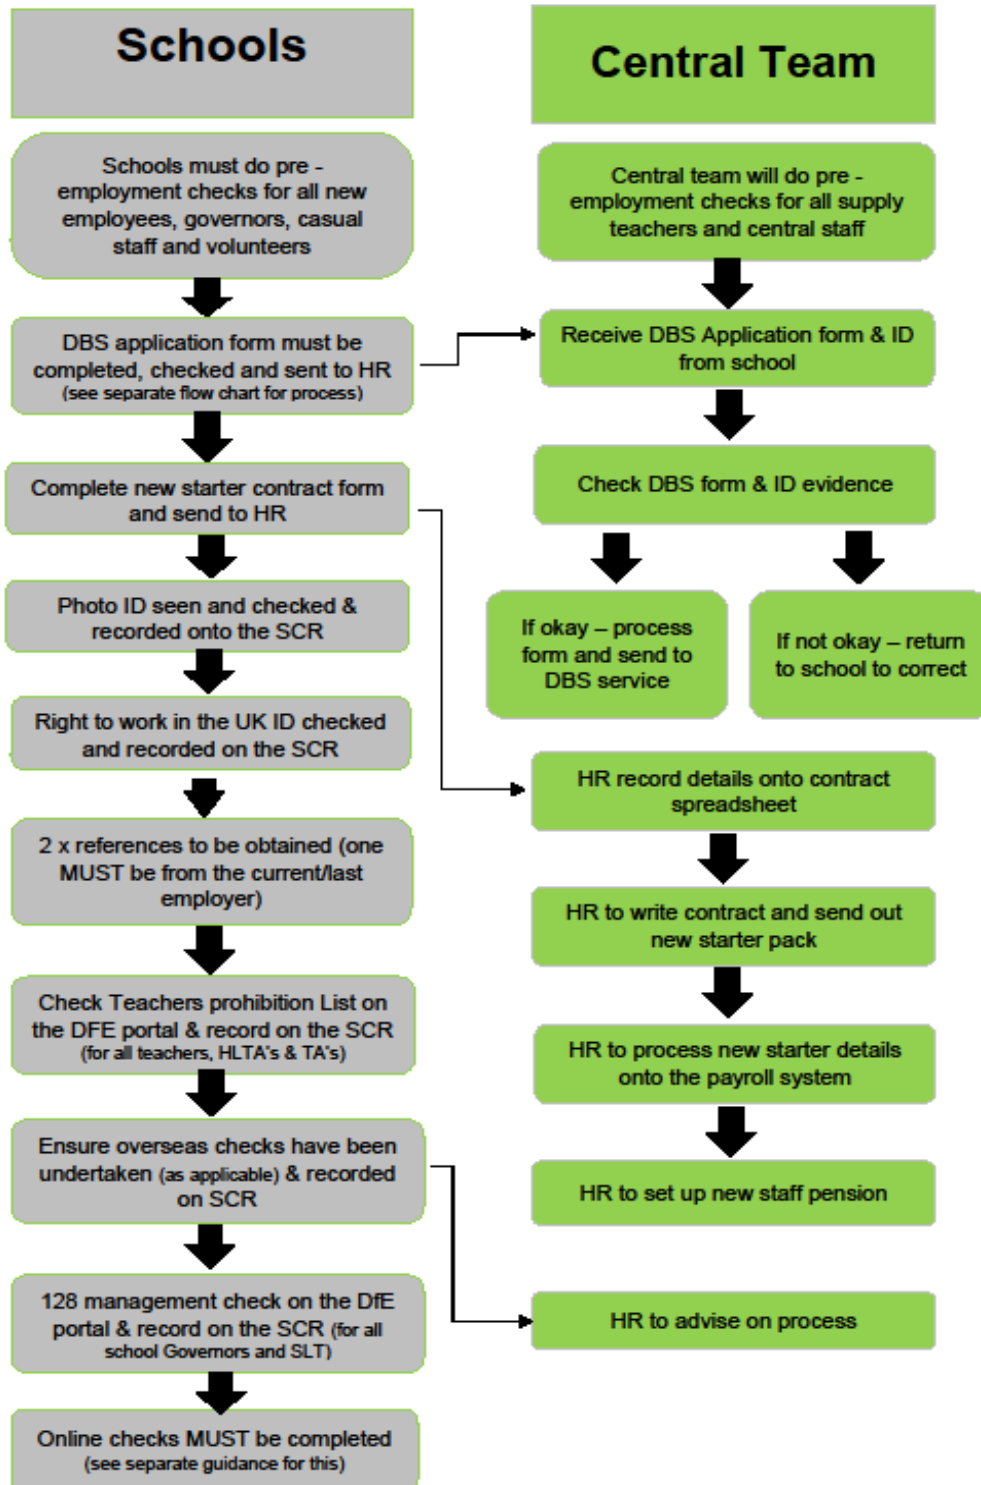 Schools
Schools must do pre -
employment checks for all new
employees, governors, casual
staff and volunteers
DBS application form must be
completed, checked and sent to HR
(see separate flow chart for process)
Complete new starter contract form
and send to HR
Photo ID seen and checked &
recorded onto the SCR
Right to work in the UK ID checked
and recorded on the SCR
2 x references to be obtained (one
MUST be from the current/last
employer)
Check Teachers prohibition List on
the DFE portal & record on the SCR
(for all teachers, HLTA's & TA's)
Ensure overseas checks have been
undertaken (as applicable) & recorded
on SCR
128 management check on the DfE
portal & record on the SCR (for all
school Governors and SLT)
Online checks MUST be completed
(see separate guidance for this)
Central Team
Central team will do pre -
employment checks for all supply
teachers and central staff
Receive DBS Application form & ID
from school
Check DBS form & ID evidence
If okay – process
form and send to
DBS service
If not okay – return
to school to correct
HR record details onto contract
spreadsheet
HR to write contract and send out
new starter pack
HR to process new starter details
onto the payroll system
HR to set up new staff pension
HR to advise on process